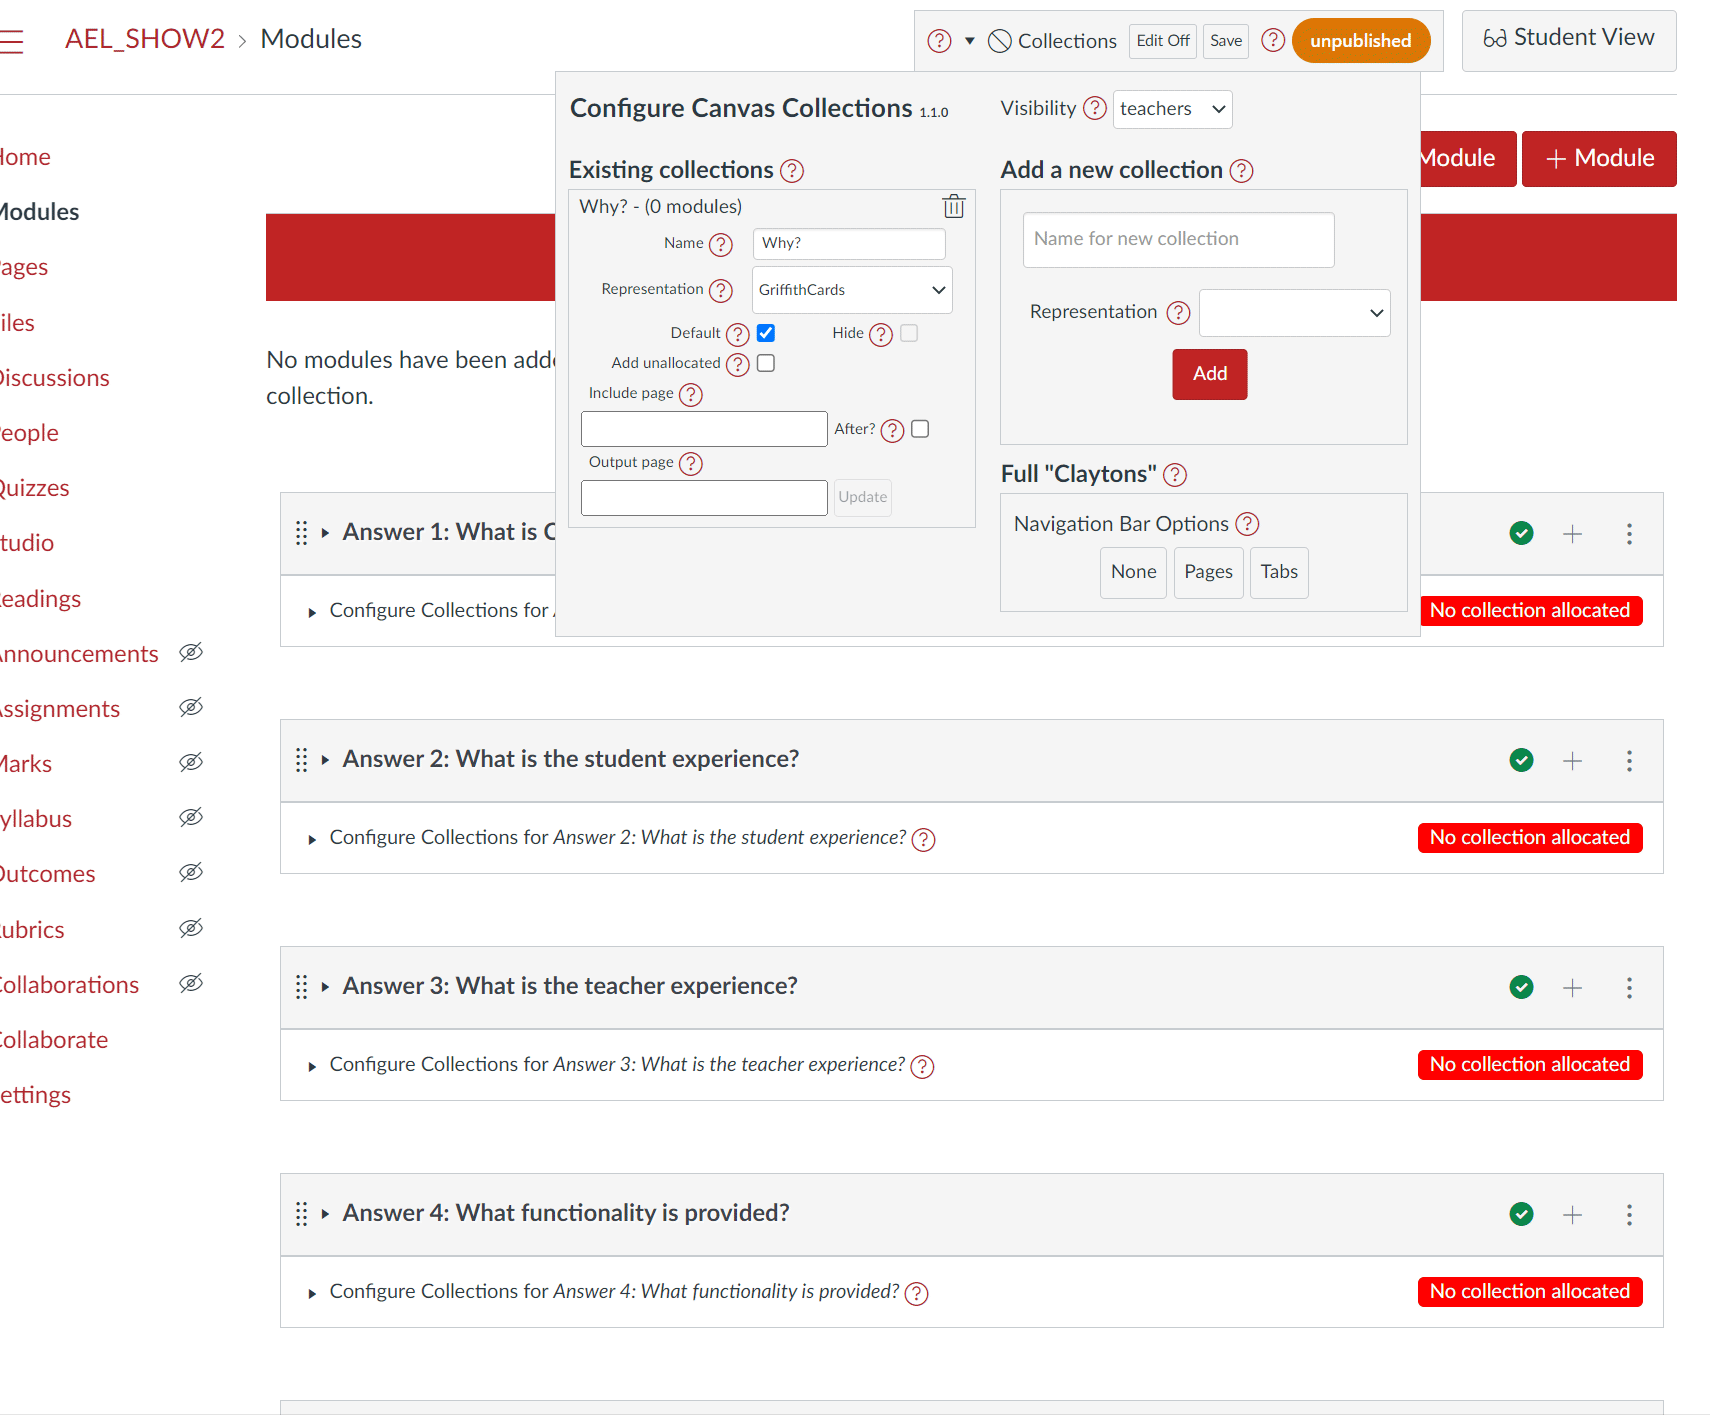 AEL_SHOW2 › Modules
Collections Edit Off Save unpublished
Student View
Configure Canvas Collections 1.1.0
Visibility teachers
Existing collections
Why? - (0 modules)
Name Why?
Representation GriffithCards
Default Hide
Add unallocated
Include page
After?
Output page
Update
Add a new collection
Name for new collection
Representation
Add
Full "Claytons"
Navigation Bar Options
None Pages Tabs
Module
+ Module
ome
Modules
ages
iles
iscussions
eople
uizzes
tudio
eadings
nnouncements
ssignments
arks
yllabus
utcomes
ubrics
ollaborations
ollaborate
ettings
No modules have been adde
collection.
Answer 1: What is C
Configure Collections for
No collection allocated
Answer 2: What is the student experience?
Configure Collections for Answer 2: What is the student experience?
No collection allocated
Answer 3: What is the teacher experience?
Configure Collections for Answer 3: What is the teacher experience?
No collection allocated
Answer 4: What functionality is provided?
Configure Collections for Answer 4: What functionality is provided?
No collection allocated